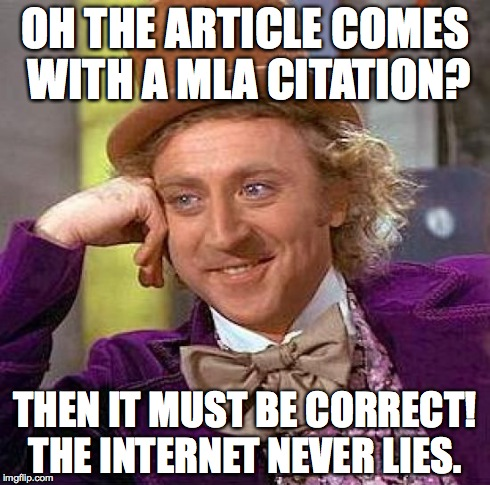 OH THE ARTICLE COMES
WITH A MLA CITATION?
THEN IT MUST BE CORRECT!
THE INTERNET NEVER LIES.
imgflip.com